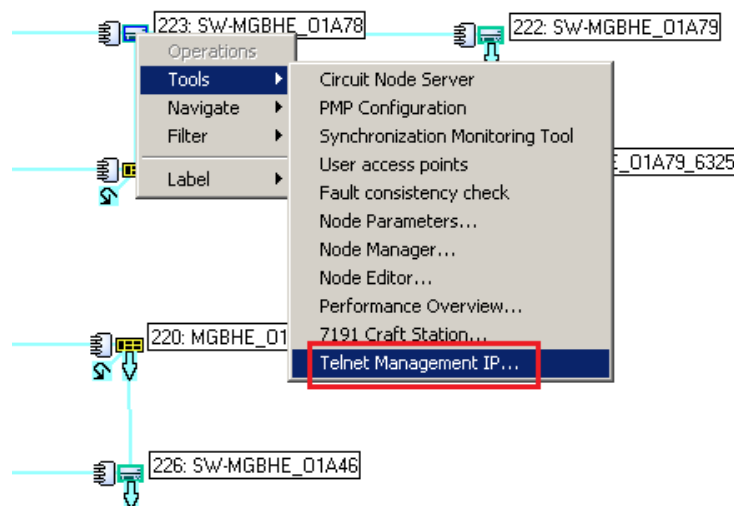 223: SW-MGBHE_01A78
222: SW-MGBHE_01A79
Operations
Tools
Navigate
Filter
Label
Circuit Node Server
PMP Configuration
Synchronization Monitoring Tool
User access points
Fault consistency check
Node Parameters...
Node Manager...
Node Editor...
Performance Overview...
7191 Craft Station...
Telnet Management IP...
E_01A79_6325
220: MGBHE_01
226: SW-MGBHE_01A46